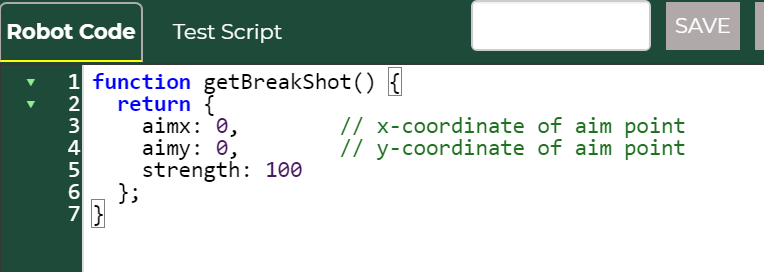 Robot Code Test Script SAVE
1 function getBreakShot() {
2   return {
3     aimx: 0,        // x-coordinate of aim point
4     aimy: 0,        // y-coordinate of aim point
5     strength: 100
6   };
7 }